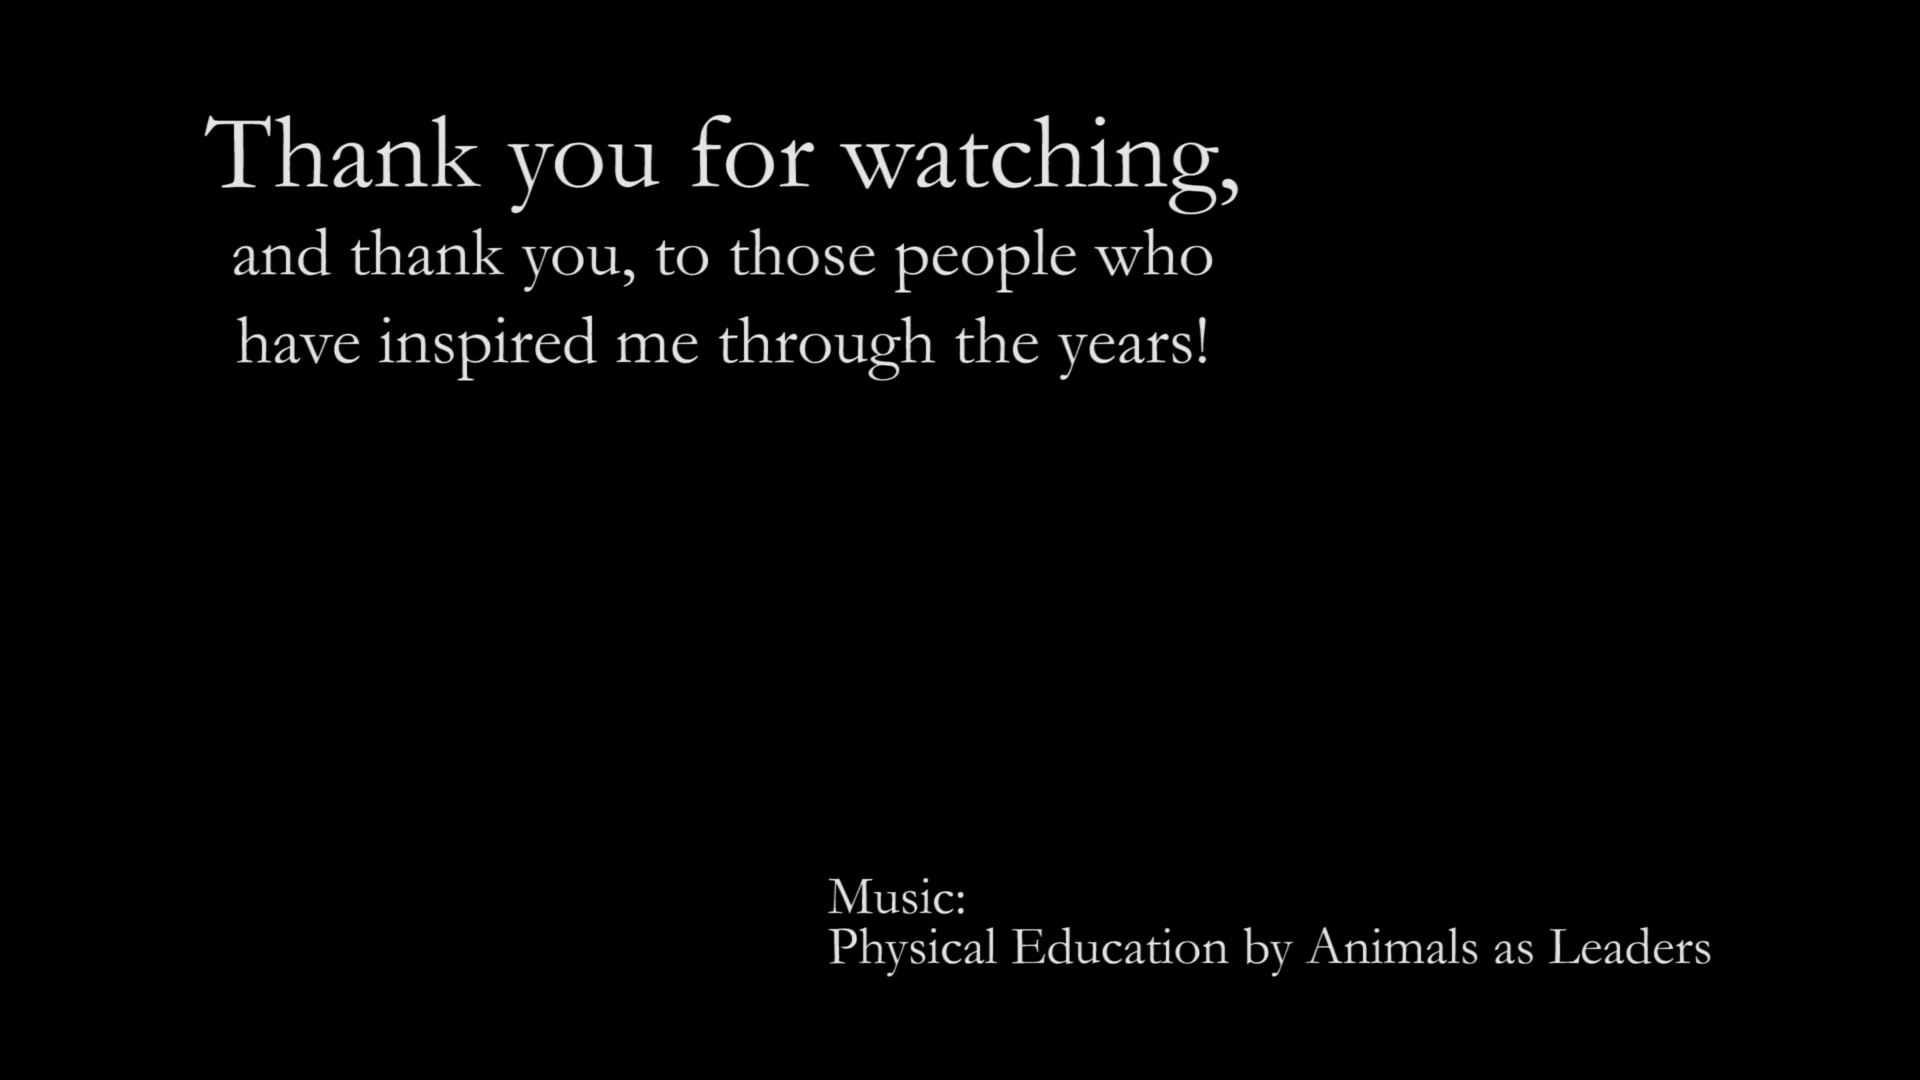 Thank you for watching,
and thank you, to those people who
have inspired me through the years!
Music:
Physical Education by Animals as Leaders